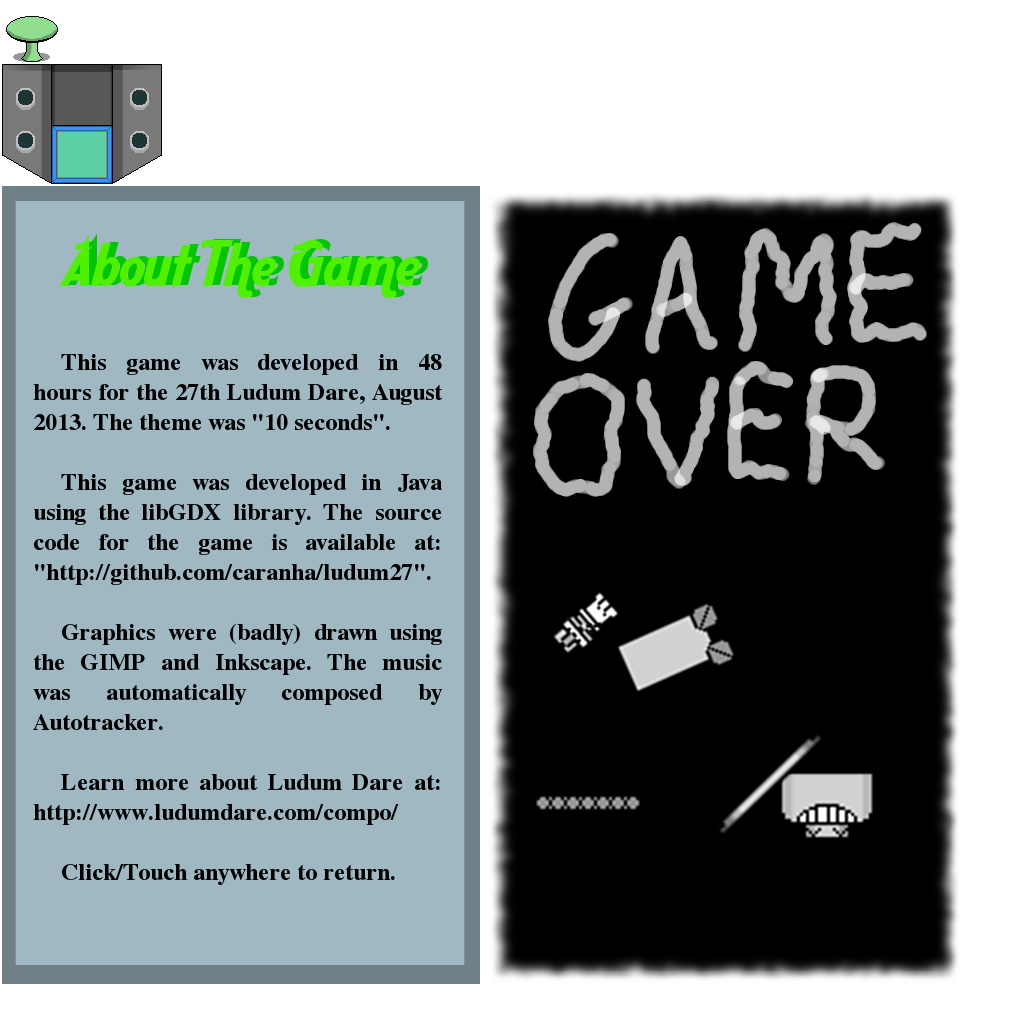 About The Game
This game was developed in 48
hours for the 27th Ludum Dare, August
2013. The theme was "10 seconds".
This game was developed in Java
using the libGDX library. The source
code for the game is available at:
"http://github.com/caranha/ludum27".
Graphics were (badly) drawn using
the GIMP and Inkscape. The music
was automatically composed by
Autotracker.
Learn more about Ludum Dare at:
http://www.ludumdare.com/compo/
Click/Touch anywhere to return.
GAME
OVER